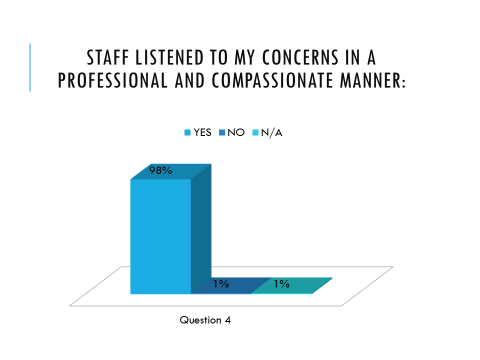 STAFF LISTENED TO MY CONCERNS IN A
PROFESSIONAL AND COMPASSIONATE MANNER:
YES NO N/A
98%
1% 1%
Question 4